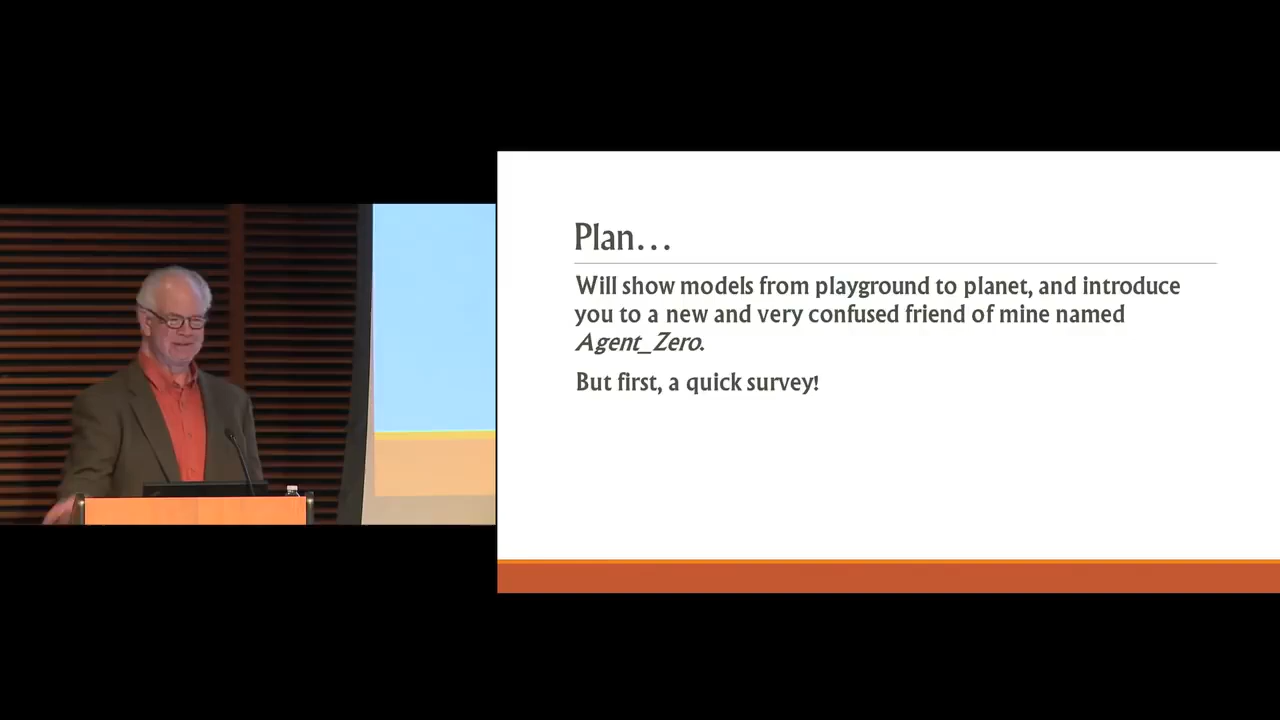 Plan…
Will show models from playground to planet, and introduce
you to a new and very confused friend of mine named
Agent_Zero.
But first, a quick survey!